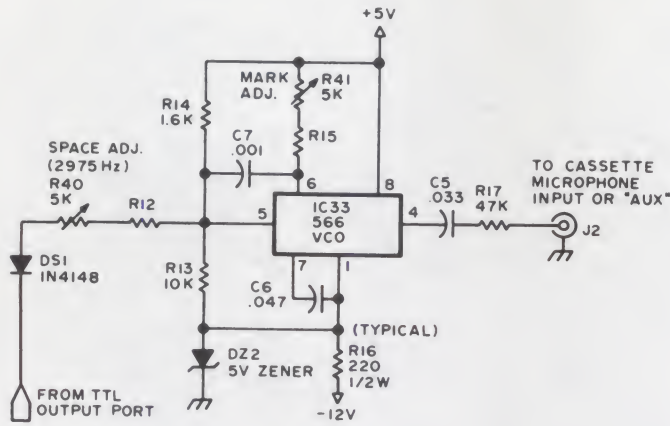 +5V
MARK
ADJ.
R41
5K
R14
1.6K
R15
C7
.001
SPACE ADJ.
(2975Hz)
R40
5K
R12
6
8
5
IC33
566
VCO
4
7
1
C5
.033
R17
47K
TO CASSETTE
MICROPHONE
INPUT OR "AUX"
J2
DS1
1N4148
R13
10K
C6
.047
(TYPICAL)
DZ2
5V ZENER
R16
220
1/2W
-12V
FROM TTL
OUTPUT PORT